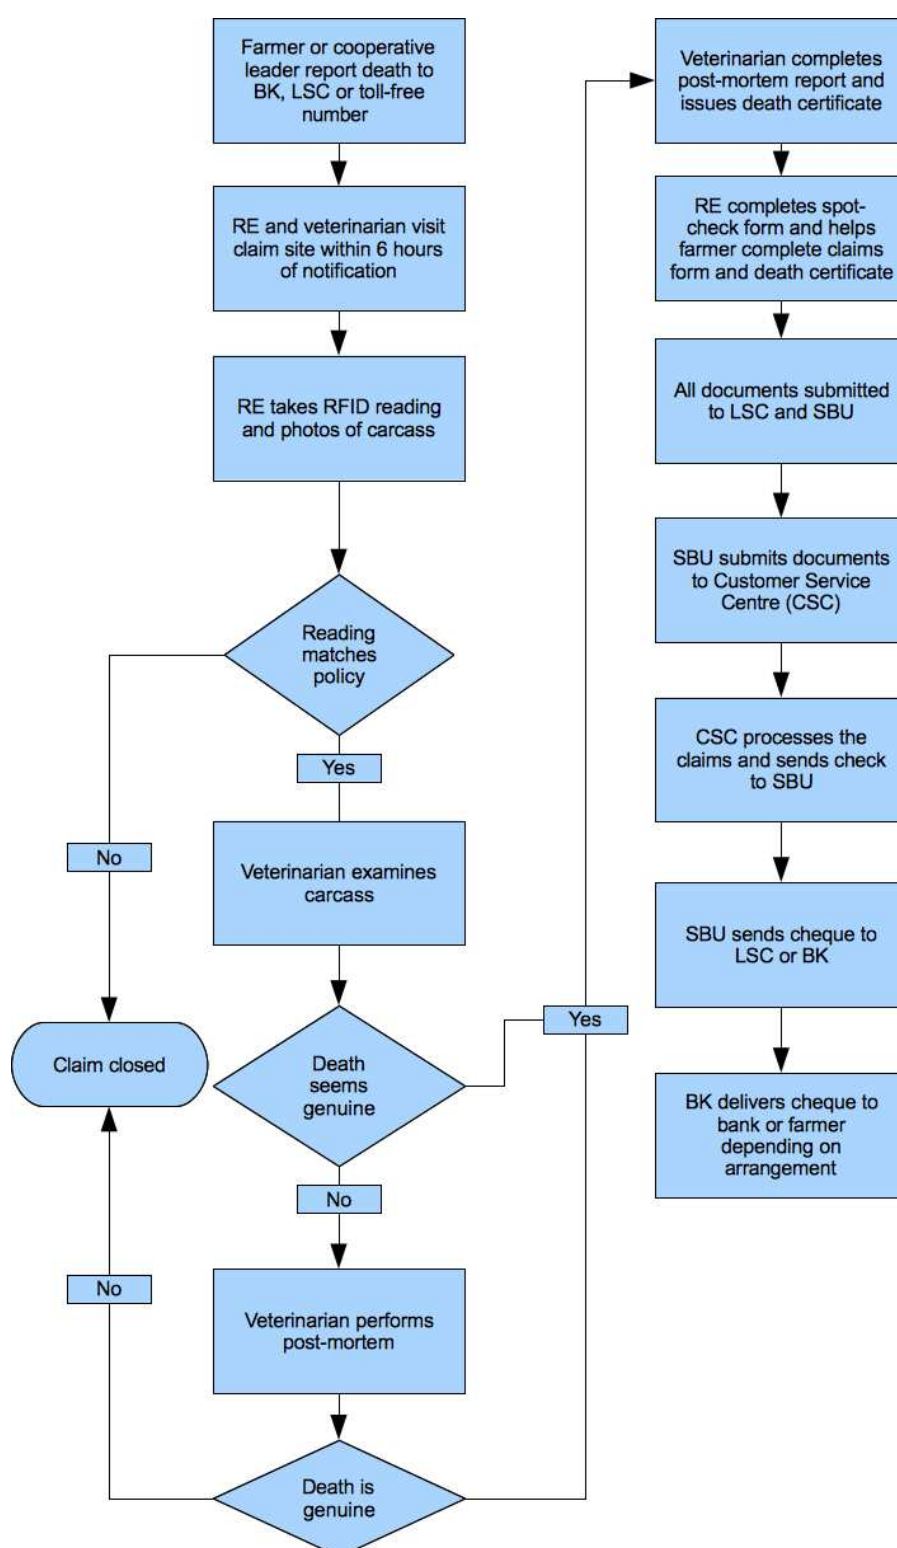 Farmer or cooperative
leader report death to
BK, LSC or toll-free
number
RE and veterinarian visit
claim site within 6 hours
of notification
RE takes RFID reading
and photos of carcass
Reading
matches
policy
Yes
No
Veterinarian examines
carcass
Claim closed
Death
seems
genuine
Yes
No
No
Veterinarian performs
post-mortem
Death is
genuine
Veterinarian completes
post-mortem report and
issues death certificate
RE completes spot-
check form and helps
farmer complete claims
form and death certificate
All documents submitted
to LSC and SBU
SBU submits documents
to Customer Service
Centre (CSC)
CSC processes the
claims and sends check
to SBU
SBU sends cheque to
LSC or BK
BK delivers cheque to
bank or farmer
depending on
arrangement